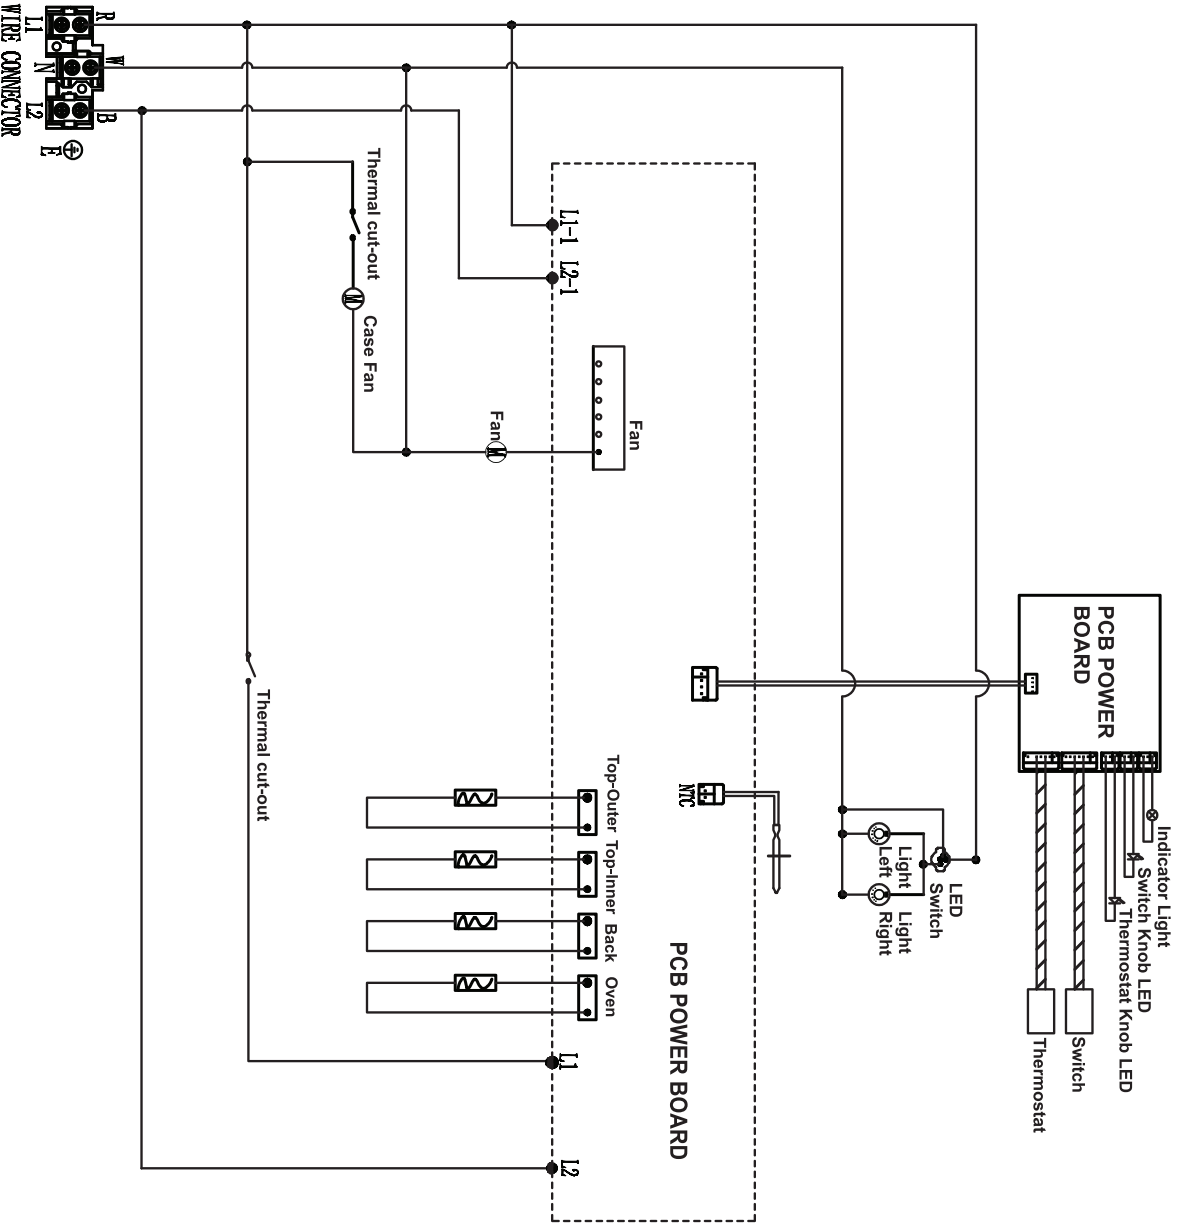 WIRE CONNECTOR
L1
N
L2
R
W
B
E
Thermal cut-out
M
Case Fan
Fan
M
L1-1
L2-1
Fan
Thermal cut-out
Top-Outer
Top-Inner
Back
Oven
L1
L2
NTC
PCB POWER BOARD
PCB POWER
BOARD
LED
Switch
Light
Left
Light
Right
Indicator Light
Switch Knob LED
Thermostat Knob LED
Switch
Thermostat